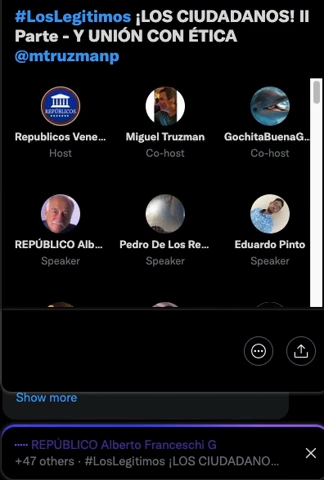 #LosLegitimos ¡LOS CIUDADANOS! II
Parte - Y UNIÓN CON ÉTICA
@mtruzmanp
REPÚBLICOS
Republicos Vene...
Miguel Truzman
GochitaBuenaG...
Host
Co-host
Co-host
REPÚBLICO Alb...
Pedro De Los Re...
Eduardo Pinto
Speaker
Speaker
Speaker
Show more
REPÚBLICO Alberto Franceschi G
+47 others · #LosLegitimos ¡LOS CIUDADANO...